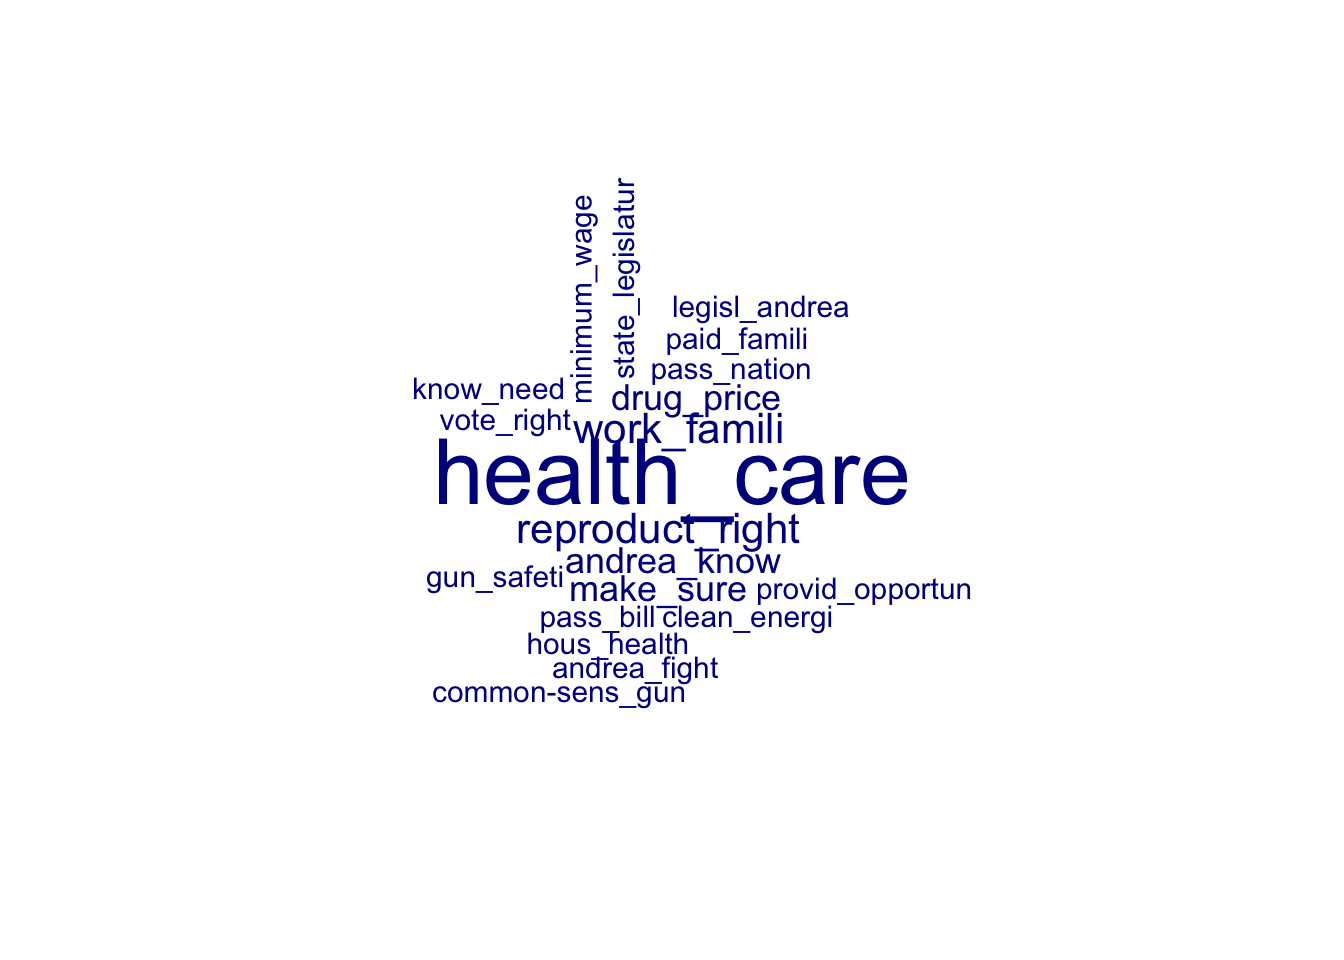 minimum_wage
state_legislatur
legisl_andrea
paid_famili
pass_nation
know_need
drug_price
vote_right
work_famili
health_care
reproduct_right
andrea_know
gun_safeti
make_sure
provid_opportun
pass_bill
clean_energi
hous_health
andrea_fight
common-sens_gun